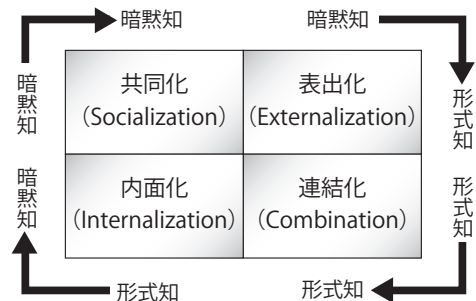 暗黙知
暗黙知
暗黙知
共同化
(Socialization)
表出化
(Externalization)
形式知
暗黙知
内面化
(Internalization)
連結化
(Combination)
形式知
形式知
形式知